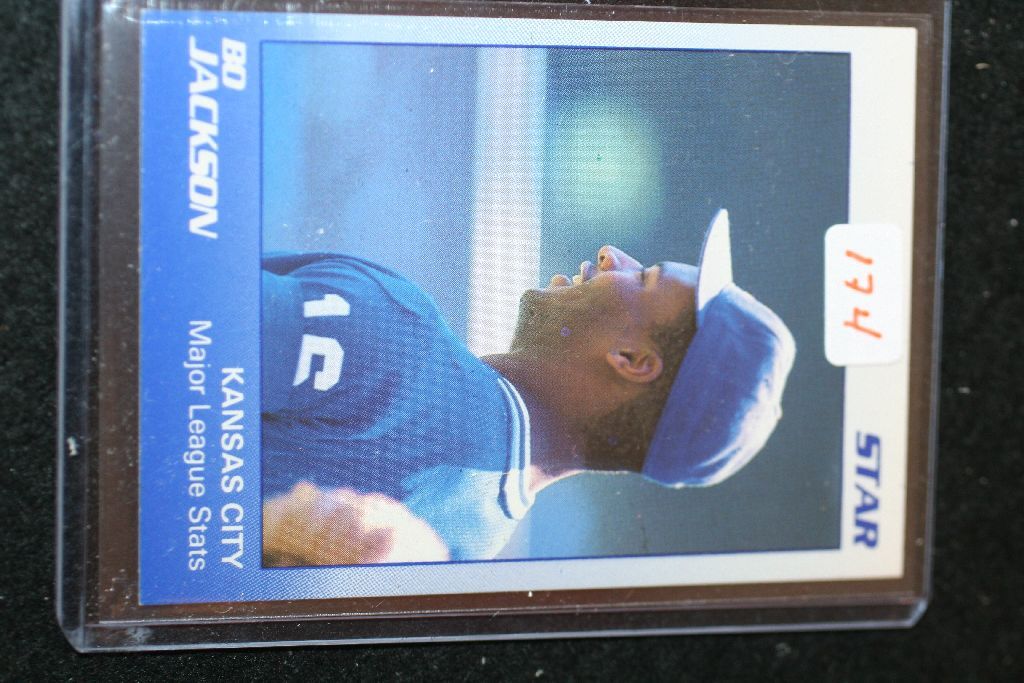 174
STAR
16
BO
JACKSON
KANSAS CITY
Major League Stats